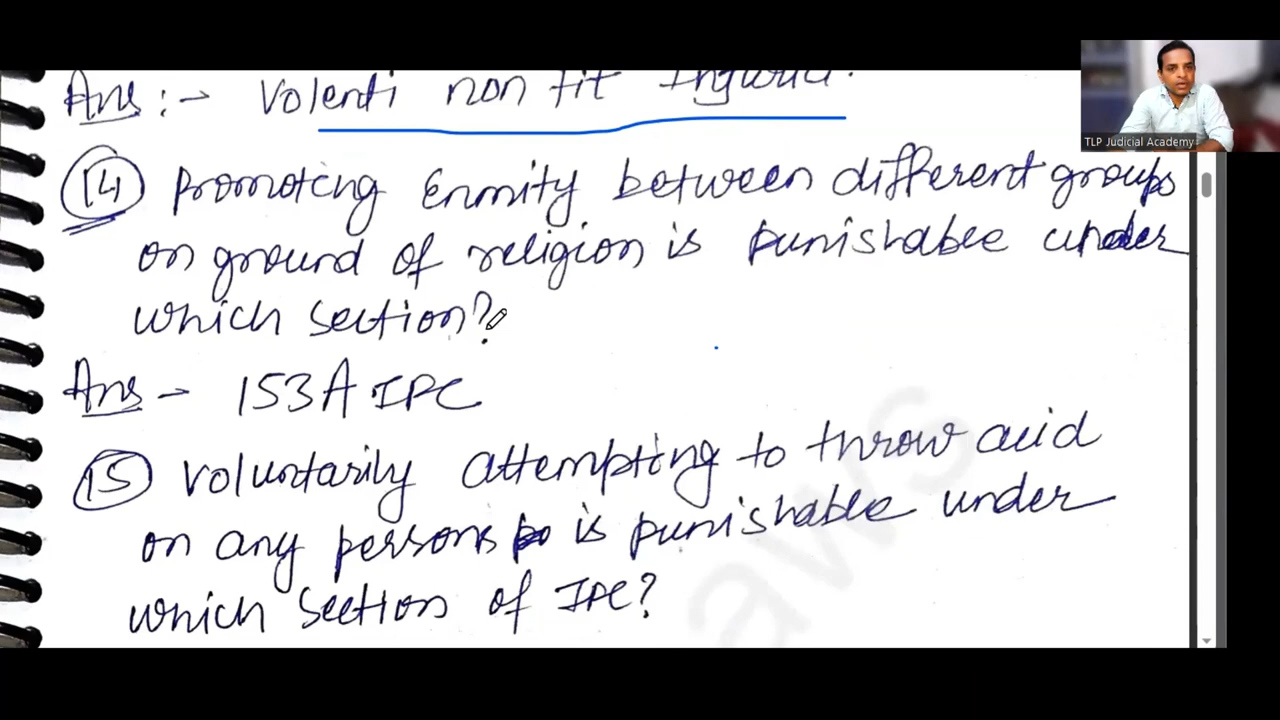 Ans :- Volenti non fit Injuria.
TLP Judicial Academy
14 Promoting Enmity between different groups
on ground of religion is punishable under
which section?
Ans - 153A IPC
15 Voluntarily attempting to throw acid
on any persons is punishable under
which section of IPC?
aws